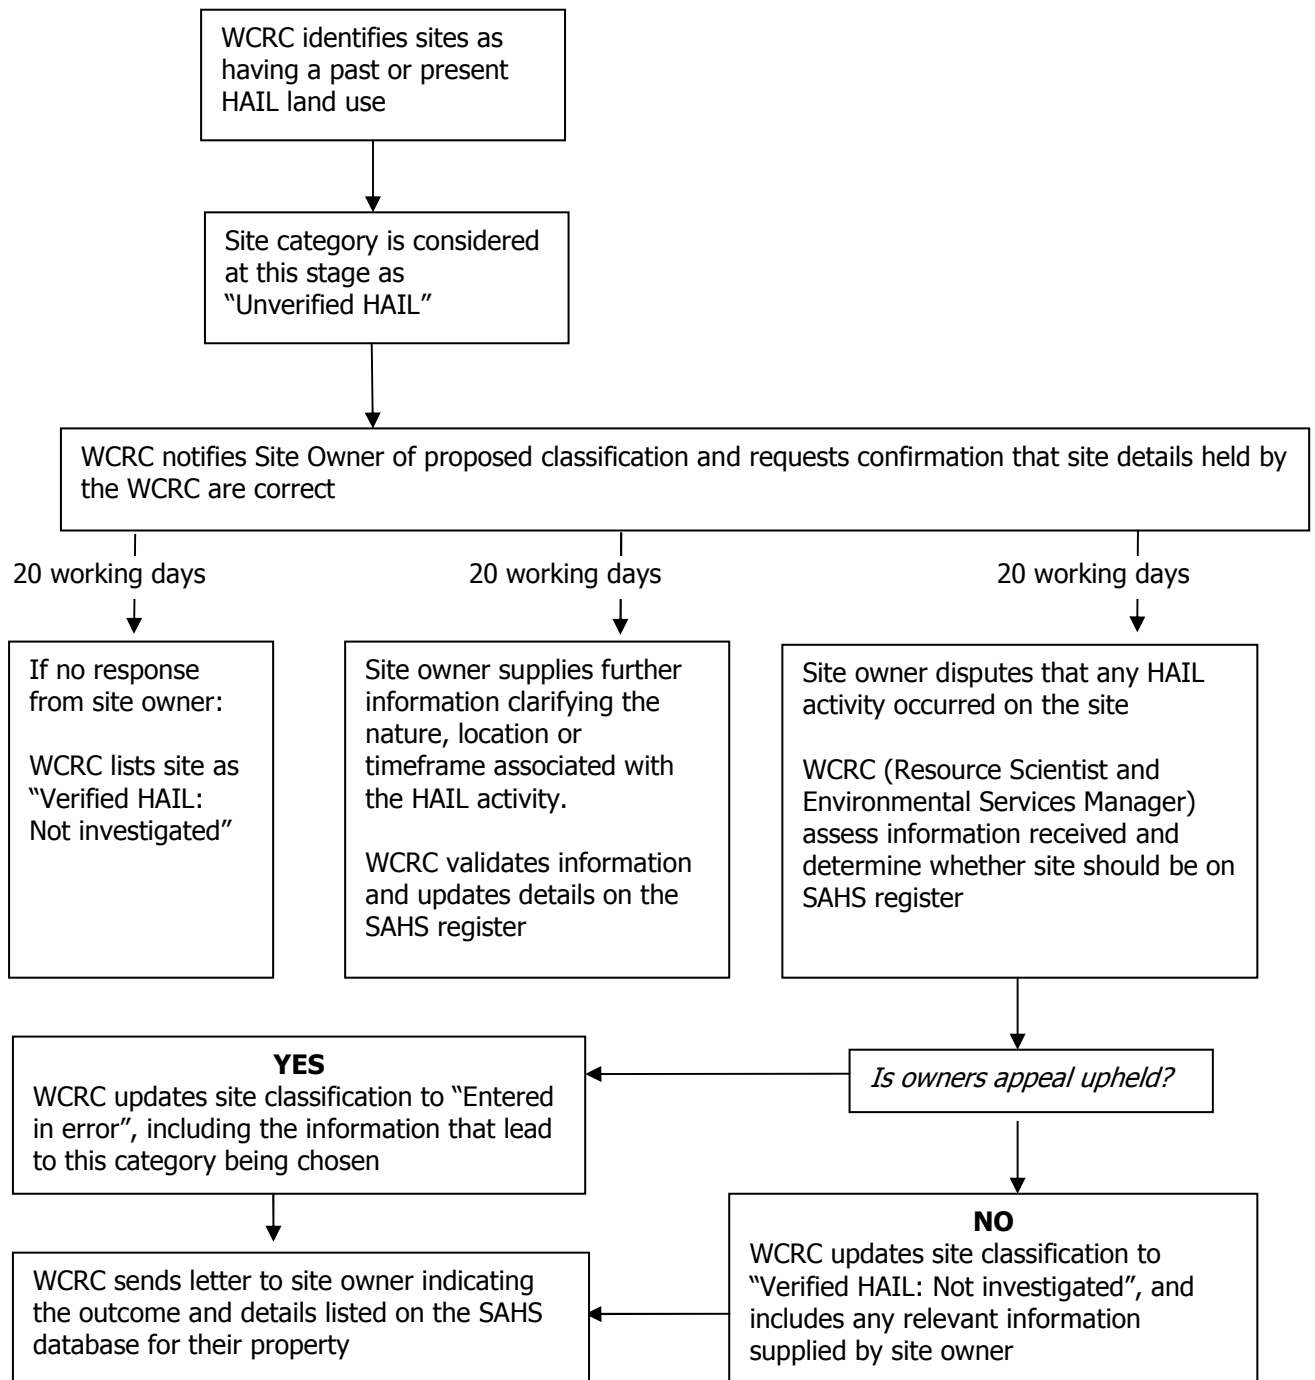 WCRC identifies sites as
having a past or present
HAIL land use
Site category is considered
at this stage as
“Unverified HAIL”
WCRC notifies Site Owner of proposed classification and requests confirmation that site details held by
the WCRC are correct
20 working days
20 working days
20 working days
If no response
from site owner:
WCRC lists site as
“Verified HAIL:
Not investigated”
Site owner supplies further
information clarifying the
nature, location or
timeframe associated with
the HAIL activity.
WCRC validates information
and updates details on the
SAHS register
Site owner disputes that any HAIL
activity occurred on the site
WCRC (Resource Scientist and
Environmental Services Manager)
assess information received and
determine whether site should be on
SAHS register
Is owners appeal upheld?
YES
WCRC updates site classification to “Entered
in error”, including the information that lead
to this category being chosen
NO
WCRC updates site classification to
“Verified HAIL: Not investigated”, and
includes any relevant information
supplied by site owner
WCRC sends letter to site owner indicating
the outcome and details listed on the SAHS
database for their property